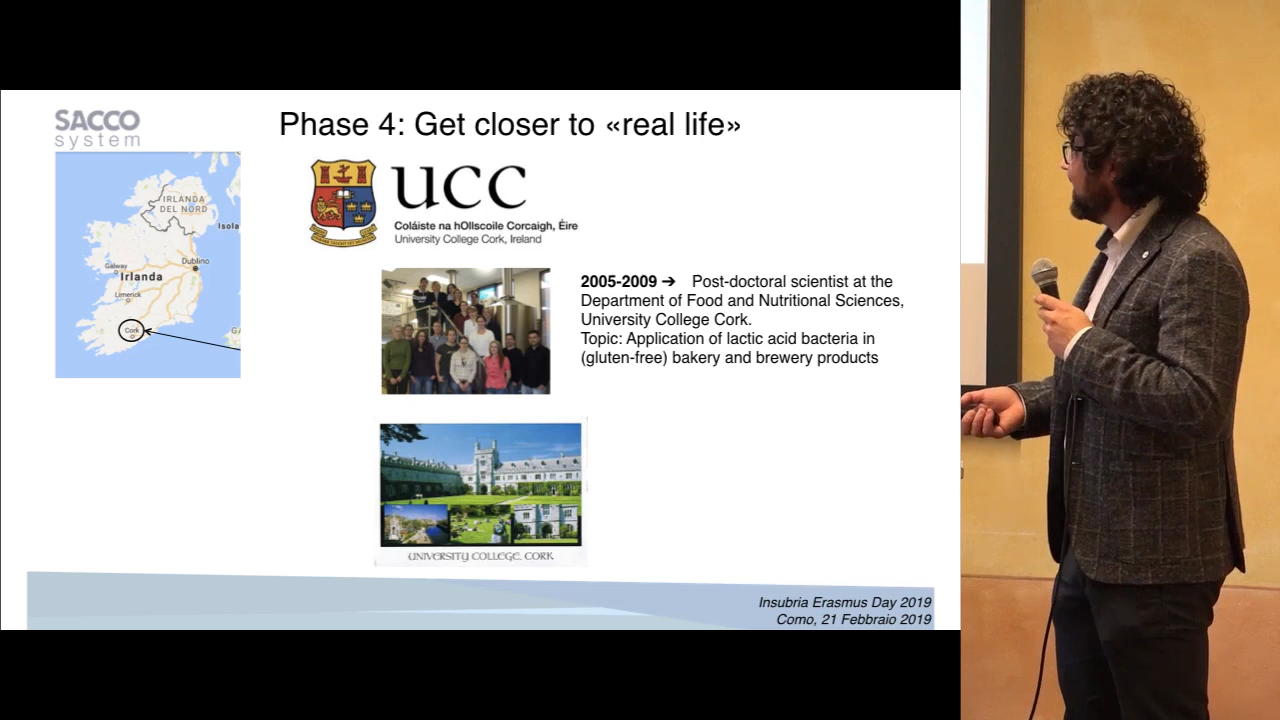 SACCO
system
Phase 4: Get closer to «real life»
IRLANDA
DEL NORD
Isola
Galway
Dublino
Irlanda
Limerick
Cork
UCC
Coláiste na hOllscoile Corcaigh, Éire
University College Cork, Ireland
2005-2009 ➔ Post-doctoral scientist at the
Department of Food and Nutritional Sciences,
University College Cork.
Topic: Application of lactic acid bacteria in
(gluten-free) bakery and brewery products
UNIVERSITY COLLEGE, CORK
Insubria Erasmus Day 2019
Como, 21 Febbraio 2019